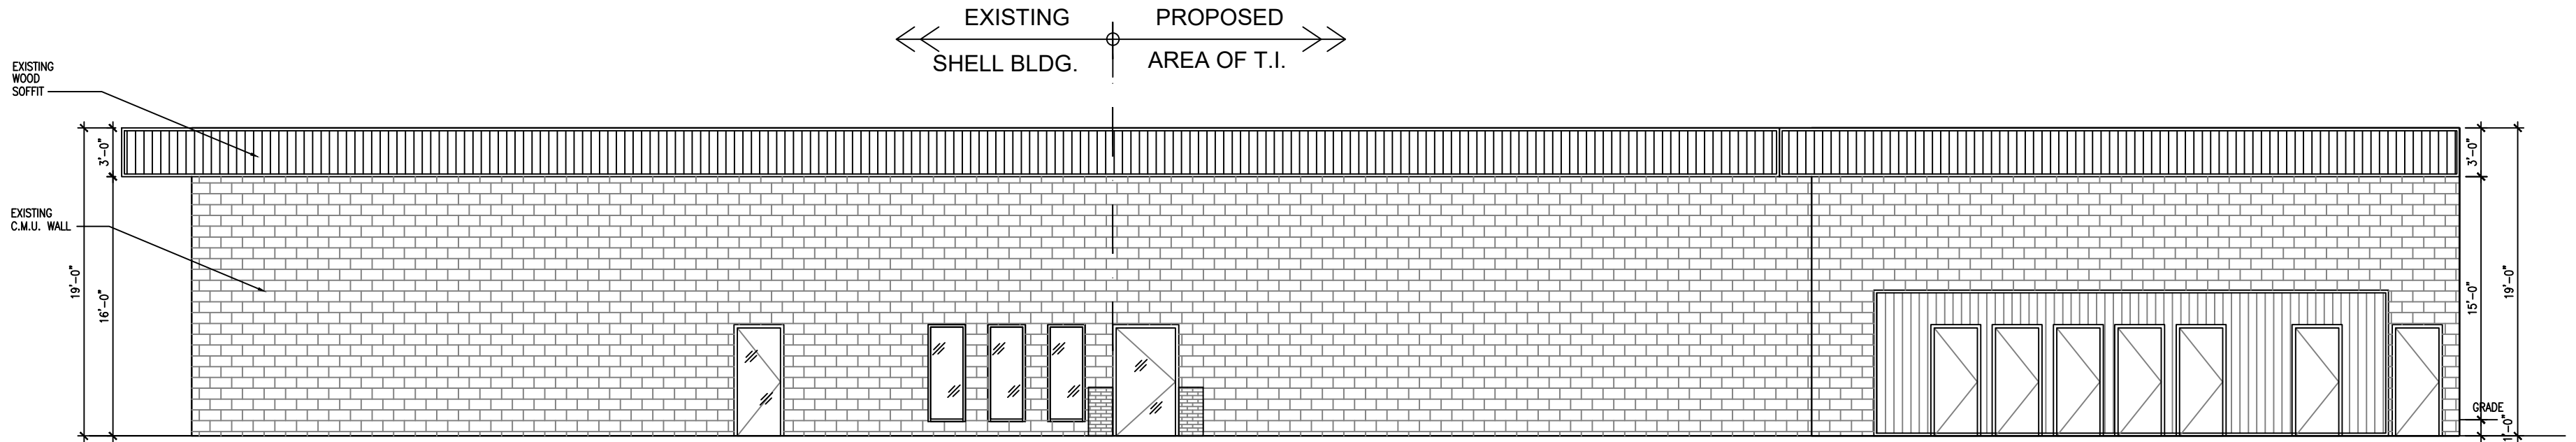 EXISTING
SHELL BLDG.
PROPOSED
AREA OF T.I.
EXISTING
WOOD
SOFFIT
EXISTING
C.M.U. WALL
3'-0"
19'-0"
16'-0"
3'-0"
15'-0"
19'-0"
GRADE
1'-0"